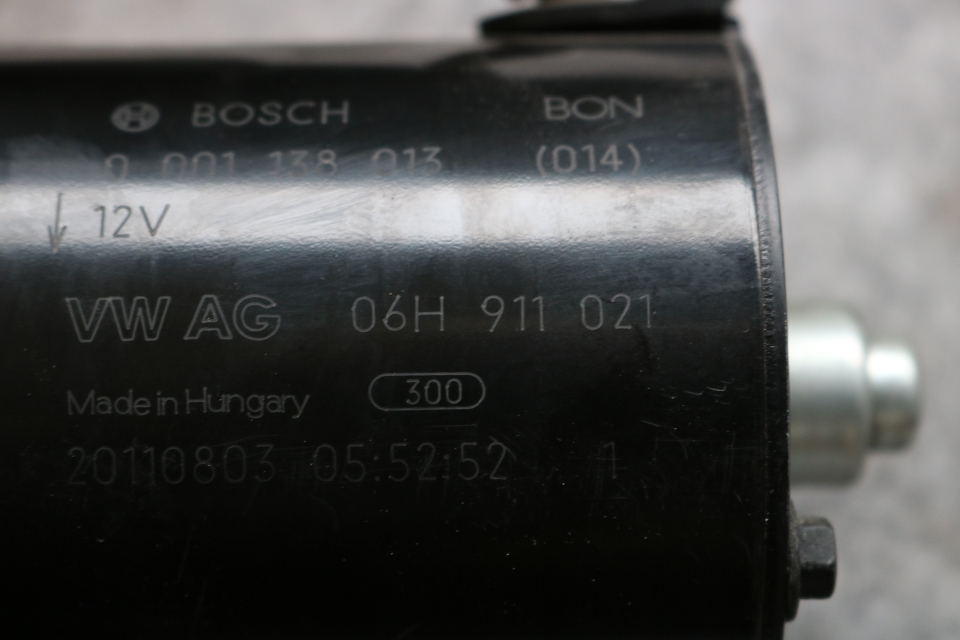 BOSCH BON
0 001 138 013 (014)
12V
VW AG 06H 911 021
Made in Hungary 300
20110803 05:52:52 1